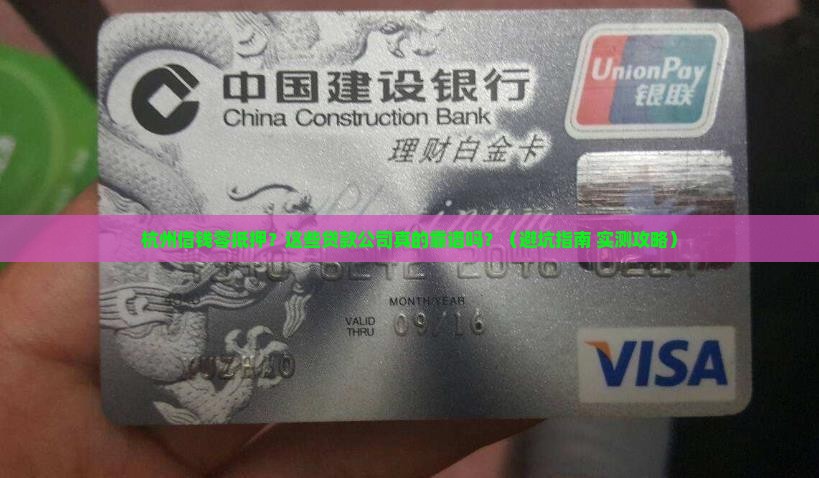 中国建设银行
China Construction Bank
理财白金卡
UnionPay
银联
杭州借钱零抵押？这些贷款公司真的靠谱吗？（避坑指南 实测攻略）
MONTH/YEAR
VALID
THRU
09/16
VISA